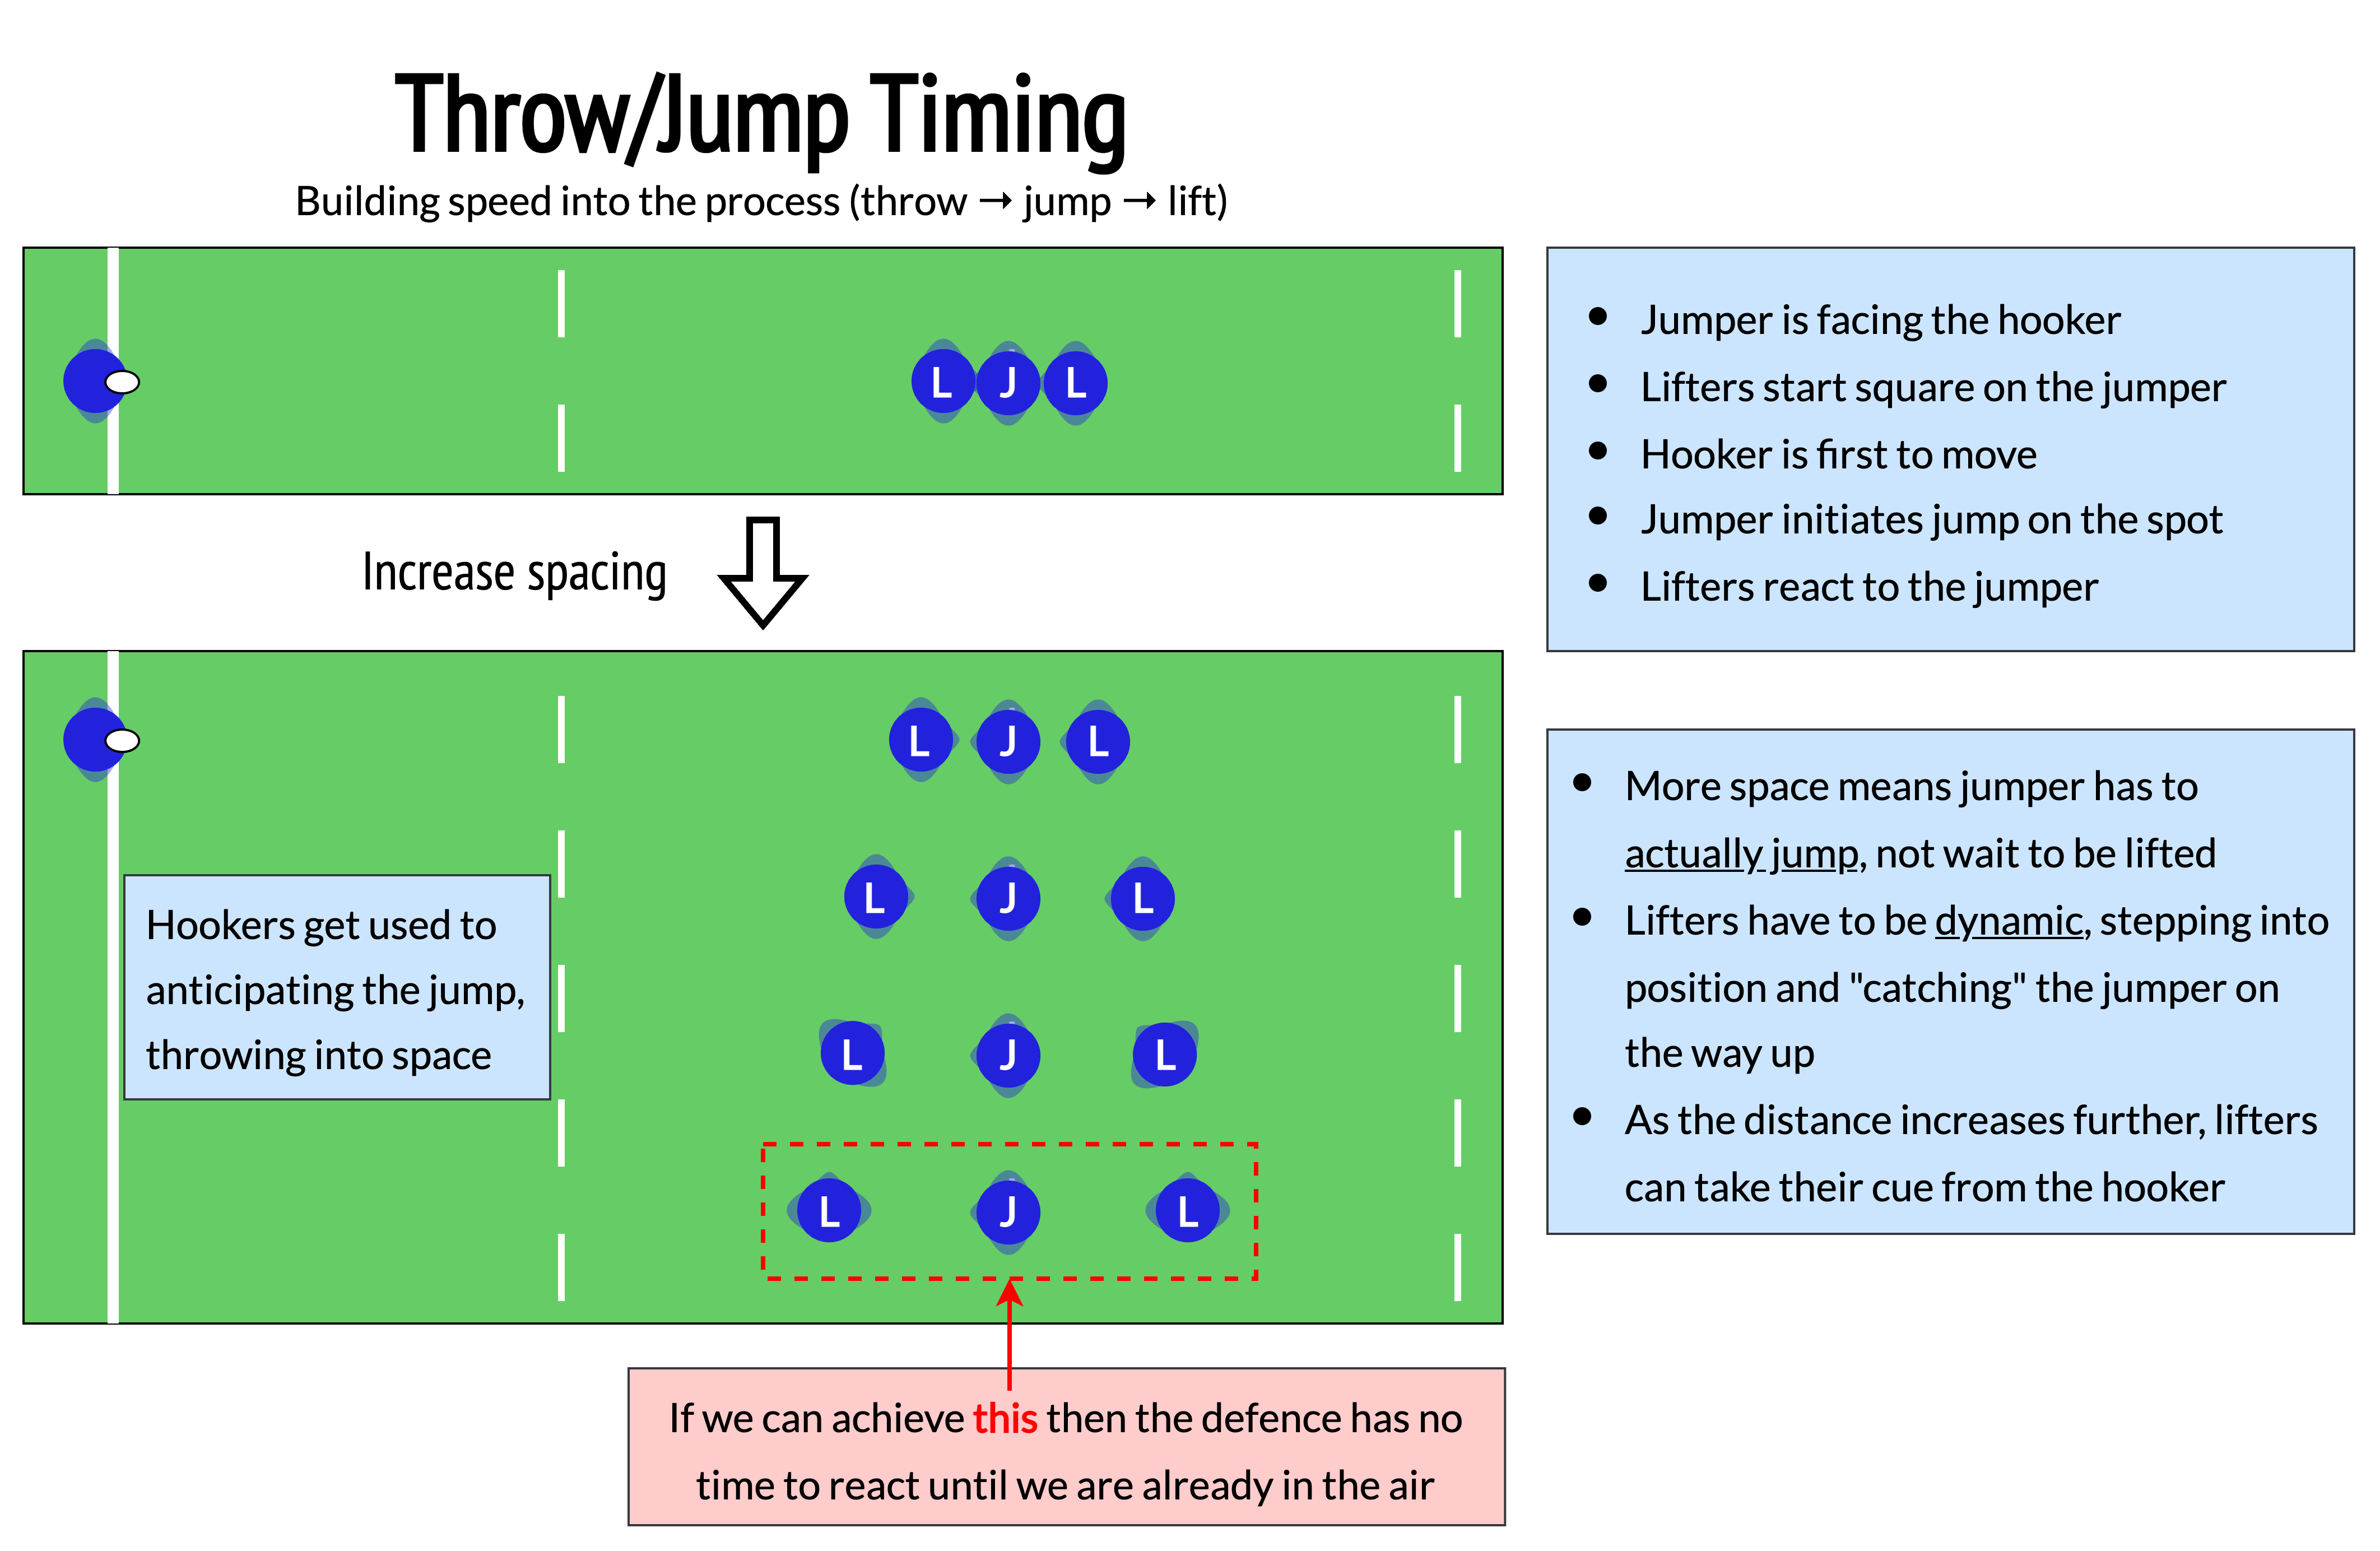 Throw/Jump Timing
Building speed into the process (throw → jump → lift)
L J L
• Jumper is facing the hooker
• Lifters start square on the jumper
• Hooker is first to move
• Jumper initiates jump on the spot
• Lifters react to the jumper
Increase spacing
L J L
L J L
L J L
L J L
Hookers get used to
anticipating the jump,
throwing into space
• More space means jumper has to
actually jump, not wait to be lifted
• Lifters have to be dynamic, stepping into
position and "catching" the jumper on
the way up
• As the distance increases further, lifters
can take their cue from the hooker
If we can achieve this then the defence has no
time to react until we are already in the air